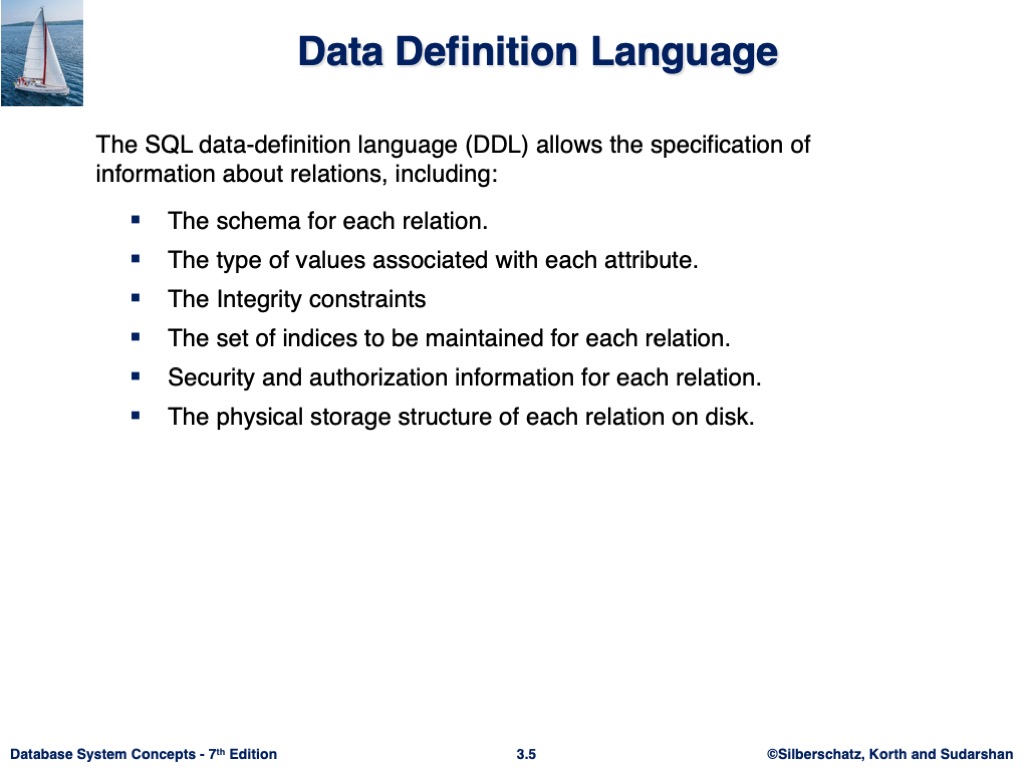 Data Definition Language
The SQL data-definition language (DDL) allows the specification of
information about relations, including:
▪ The schema for each relation.
▪ The type of values associated with each attribute.
▪ The Integrity constraints
▪ The set of indices to be maintained for each relation.
▪ Security and authorization information for each relation.
▪ The physical storage structure of each relation on disk.
Database System Concepts - 7th Edition
3.5
©Silberschatz, Korth and Sudarshan